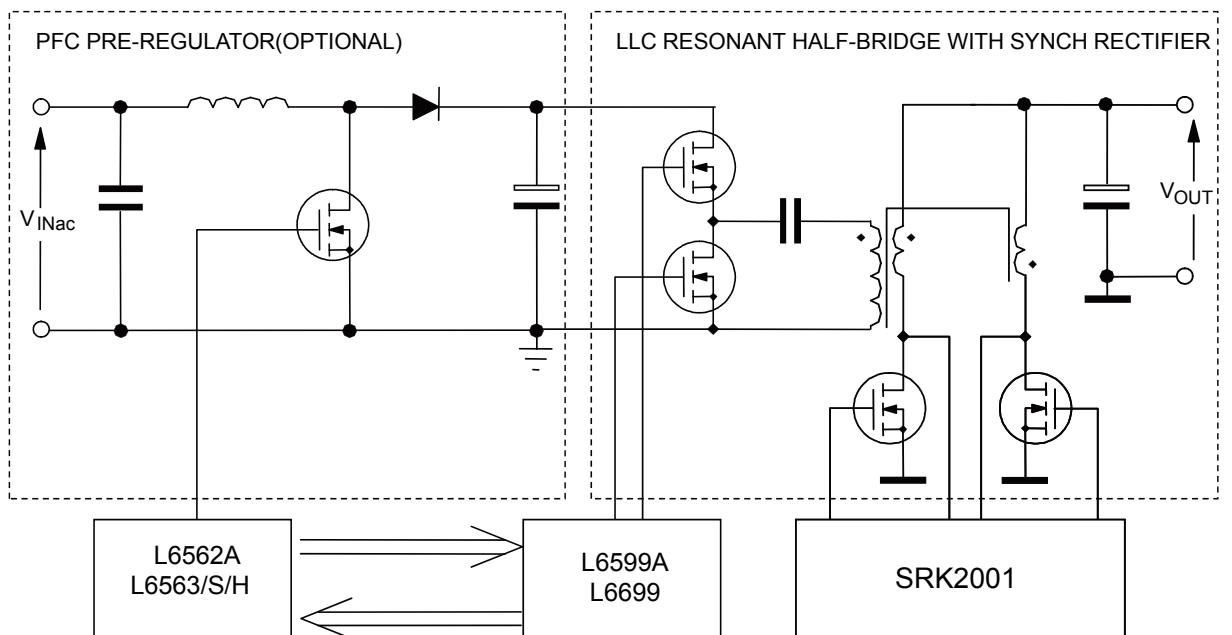 PFC PRE-REGULATOR(OPTIONAL)
LLC RESONANT HALF-BRIDGE WITH SYNCH RECTIFIER
VINac
VOUT
L6562A
L6563/S/H
L6599A
L6699
SRK2001